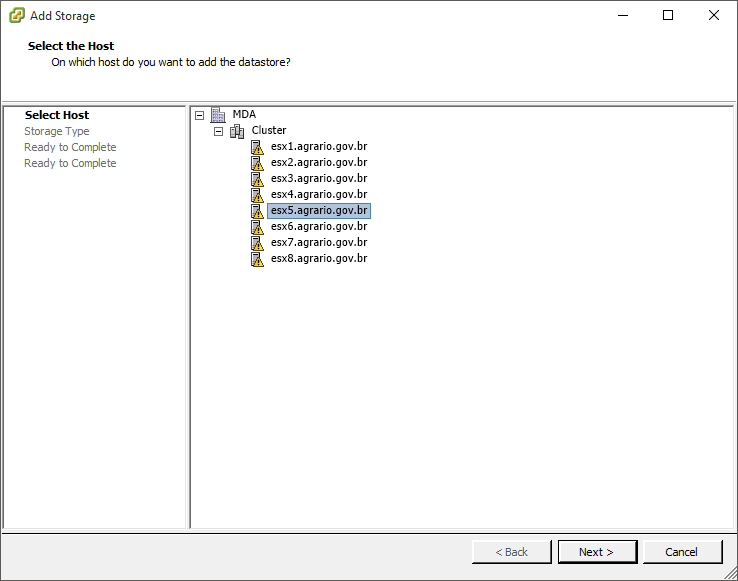 Add Storage
Select the Host
On which host do you want to add the datastore?
Select Host
Storage Type
Ready to Complete
Ready to Complete
MDA
Cluster
esx1.agrario.gov.br
esx2.agrario.gov.br
esx3.agrario.gov.br
esx4.agrario.gov.br
esx5.agrario.gov.br
esx6.agrario.gov.br
esx7.agrario.gov.br
esx8.agrario.gov.br
< Back Next > Cancel